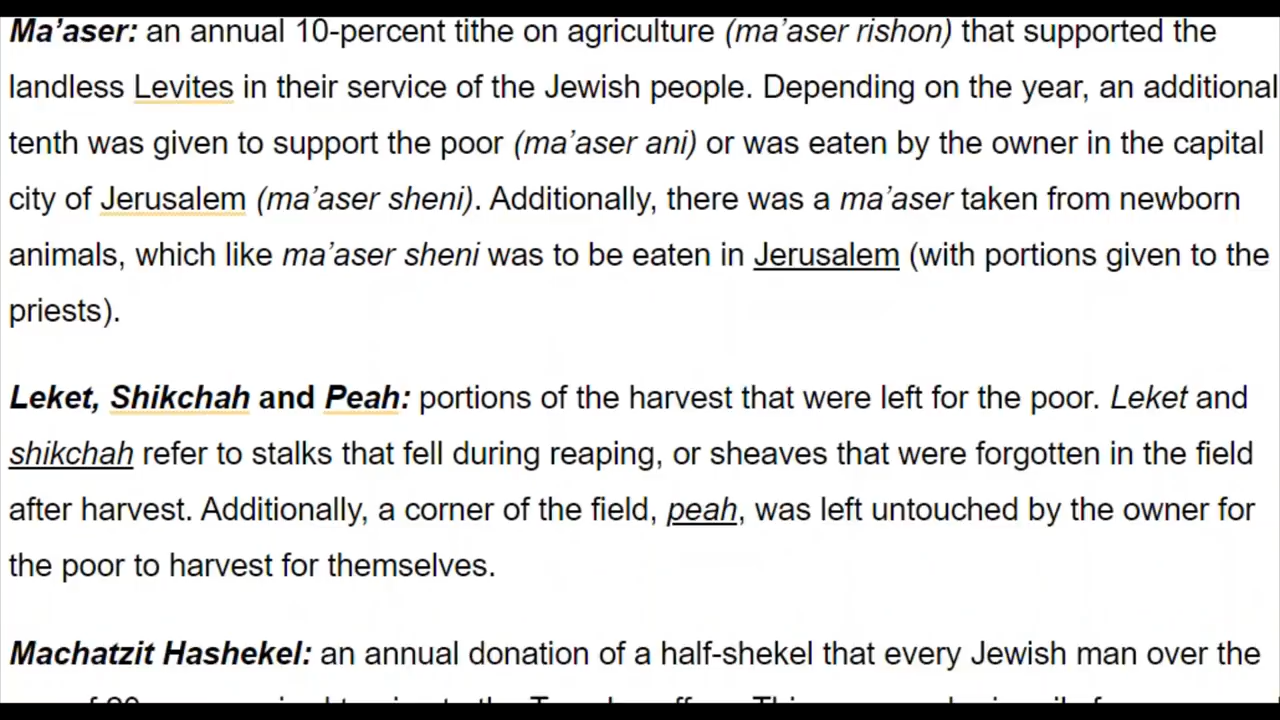 Ma’aser: an annual 10-percent tithe on agriculture (ma’aser rishon) that supported the
landless Levites in their service of the Jewish people. Depending on the year, an additional
tenth was given to support the poor (ma’aser ani) or was eaten by the owner in the capital
city of Jerusalem (ma’aser sheni). Additionally, there was a ma’aser taken from newborn
animals, which like ma’aser sheni was to be eaten in Jerusalem (with portions given to the
priests).
Leket, Shikchah and Peah: portions of the harvest that were left for the poor. Leket and
shikchah refer to stalks that fell during reaping, or sheaves that were forgotten in the field
after harvest. Additionally, a corner of the field, peah, was left untouched by the owner for
the poor to harvest for themselves.
Machatzit Hashekel: an annual donation of a half-shekel that every Jewish man over the